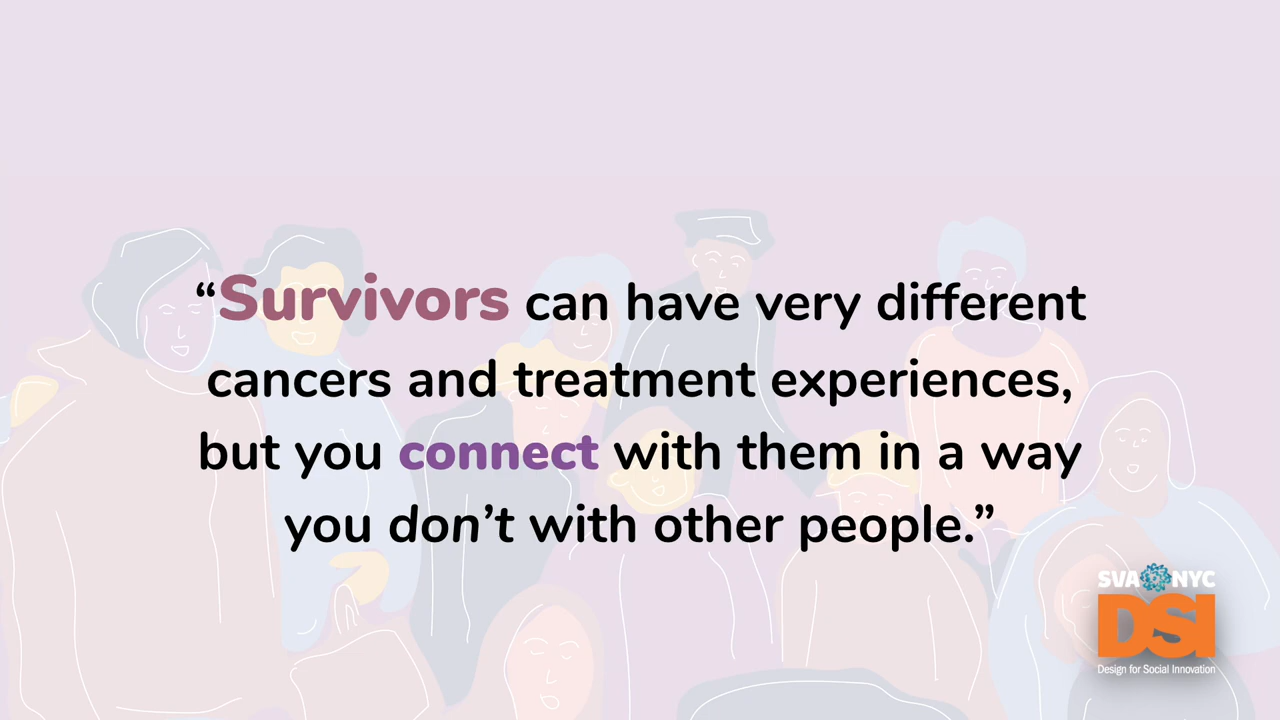 “Survivors can have very different
cancers and treatment experiences,
but you connect with them in a way
you don’t with other people.”
SVA NYC
DSI
Design for Social Innovation